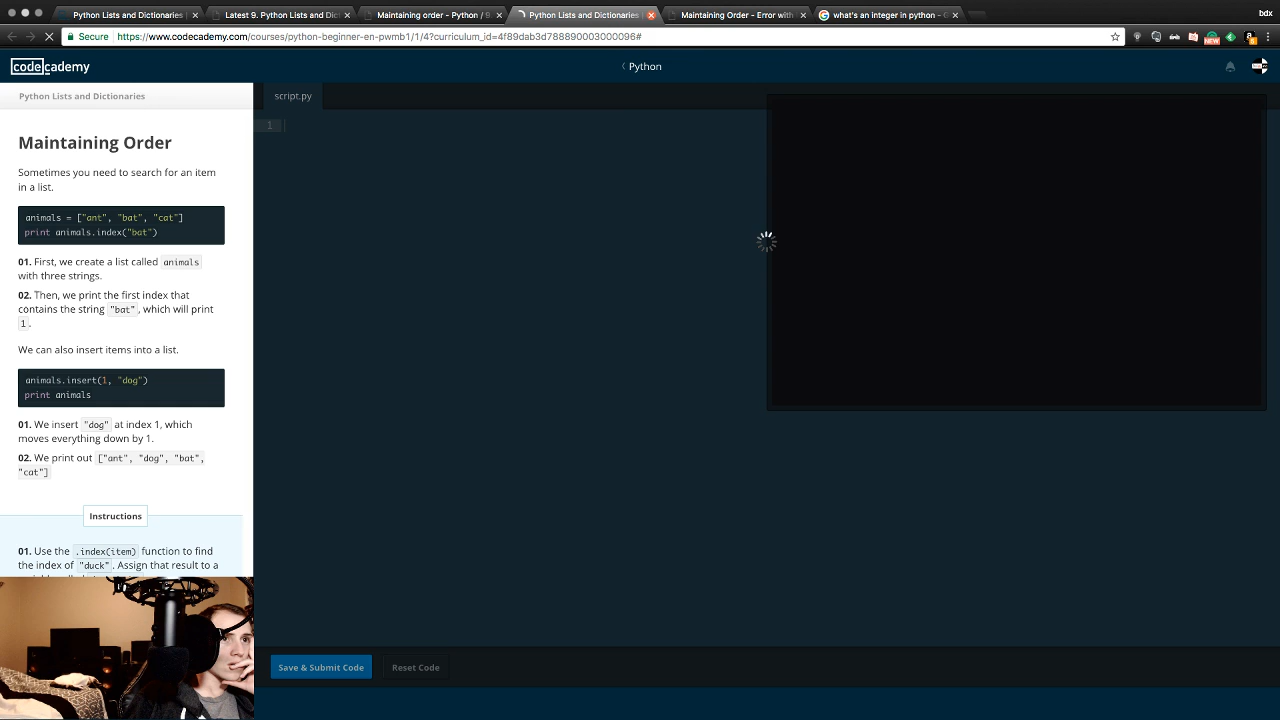 Python Lists and Dictionaries
Latest 9. Python Lists and Dict
Maintaining order - Python / 9.
Python Lists and Dictionaries
Maintaining Order - Error with
what's an integer in python - G
bdx
Secure
https://www.codecademy.com/courses/python-beginner-en-pwmb1/1/4?curriculum_id=4f89dab3d788890003000096#
NEW
codecademy
Python
Python Lists and Dictionaries
script.py
1
Maintaining Order
Sometimes you need to search for an item
in a list.
animals = ["ant", "bat", "cat"]
print animals.index("bat")
01. First, we create a list called animals
with three strings.
02. Then, we print the first index that
contains the string "bat", which will print
1.
We can also insert items into a list.
animals.insert(1, "dog")
print animals
01. We insert "dog" at index 1, which
moves everything down by 1.
02. We print out ["ant", "dog", "bat",
"cat"]
Instructions
01. Use the .index(item) function to find
the index of "duck". Assign that result to a
Save & Submit Code
Reset Code